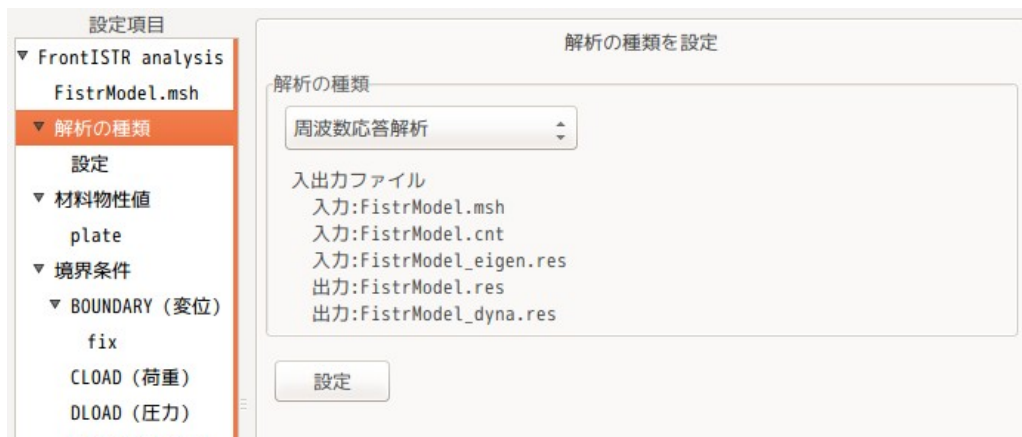 設定項目
FrontISTR analysis
FistrModel.msh
解析の種類
設定
材料物性値
plate
境界条件
BOUNDARY (変位)
fix
CLOAD (荷重)
DLOAD (圧力)
解析の種類を設定
解析の種類
周波数応答解析
入出力ファイル
入力:FistrModel.msh
入力:FistrModel.cnt
入力:FistrModel_eigen.res
出力:FistrModel.res
出力:FistrModel_dyna.res
設定